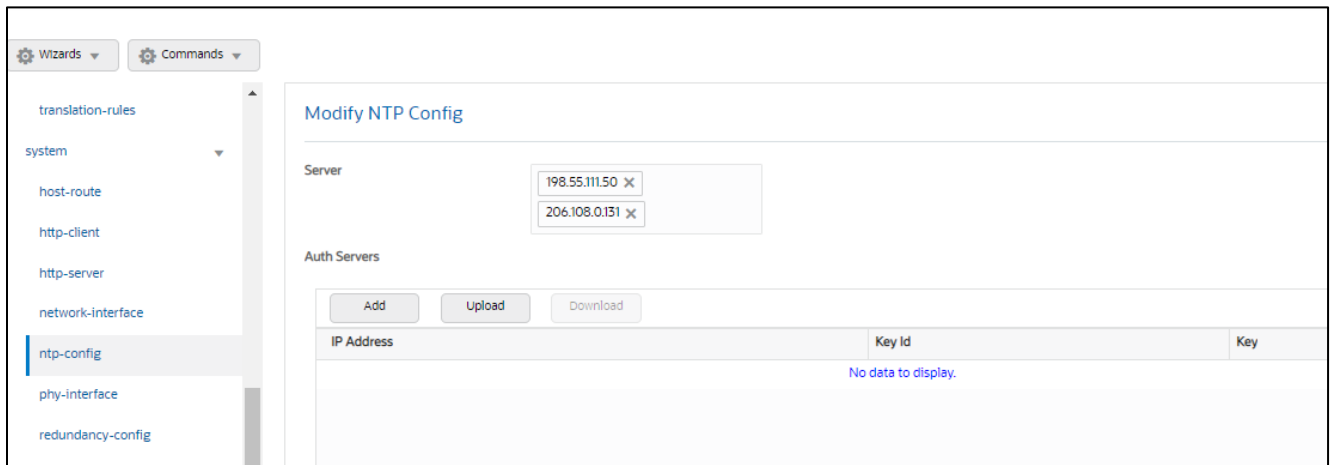 Wizards
Commands
translation-rules
system
host-route
http-client
http-server
network-interface
ntp-config
phy-interface
redundancy-config
Modify NTP Config
Server
198.55.111.50
206.108.0.131
Auth Servers
Add Upload Download
IP Address Key Id Key
No data to display.